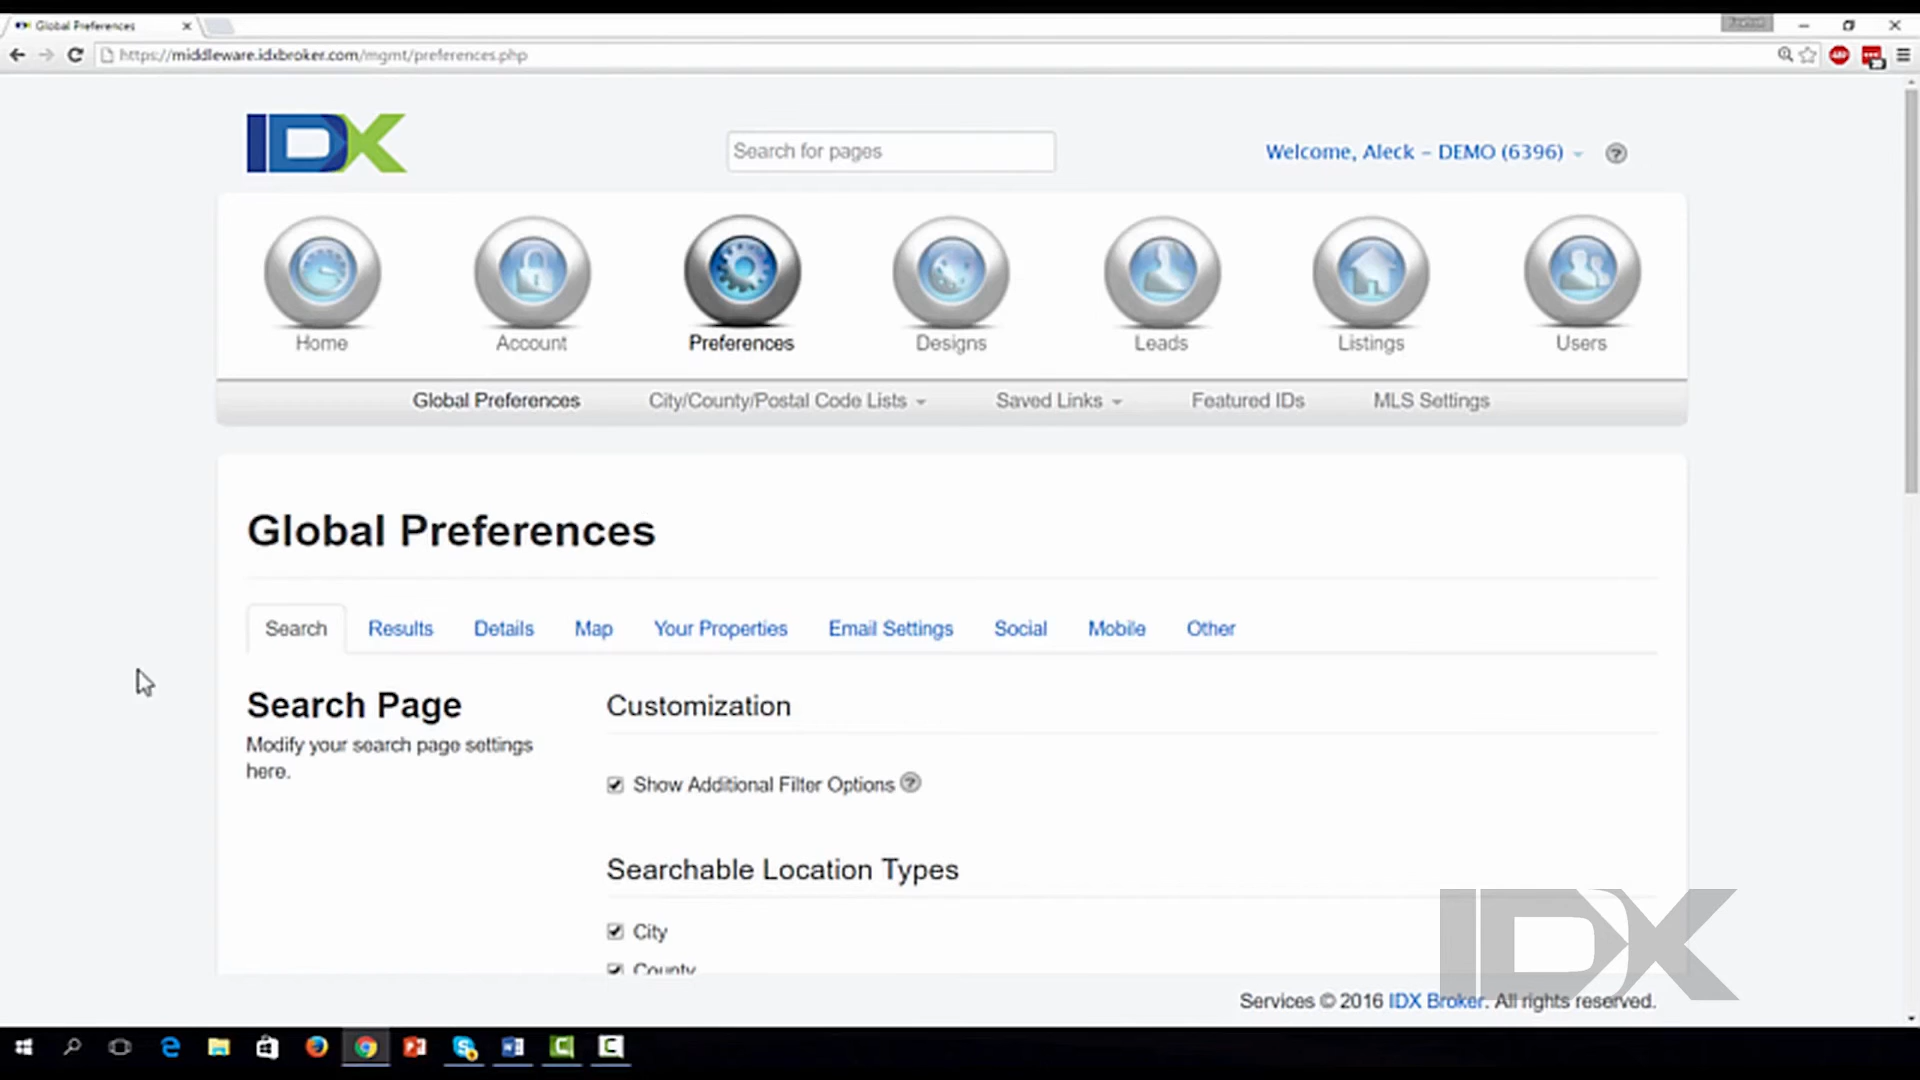 Global Preferences
https://middleware.idxbroker.com/mgmt/preferences.php
IDX
Search for pages
Welcome, Aleck - DEMO (6396)
Home
Account
Preferences
Designs
Leads
Listings
Users
Global Preferences
City/County/Postal Code Lists
Saved Links
Featured IDs
MLS Settings
Global Preferences
Search
Results
Details
Map
Your Properties
Email Settings
Social
Mobile
Other
Search Page
Modify your search page settings
here.
Customization
Show Additional Filter Options
Searchable Location Types
City
County
IDX
Services © 2016 IDX Broker. All rights reserved.